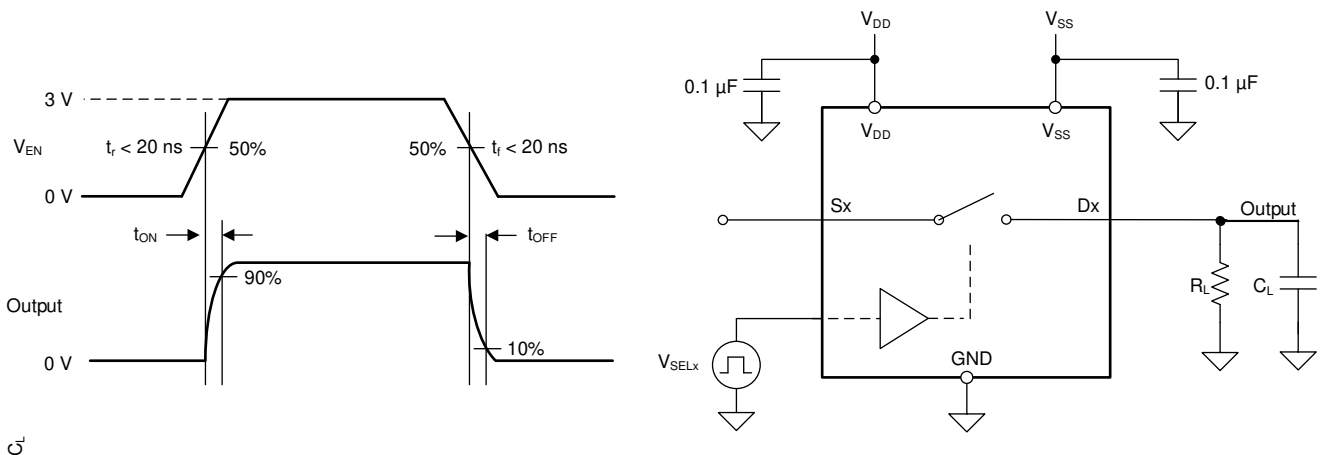 3 V
V_EN
t_r < 20 ns
50%
50%
t_f < 20 ns
0 V
t_ON
t_OFF
90%
Output
10%
0 V
C_L
V_DD
V_SS
0.1 µF
0.1 µF
V_DD
V_SS
Sx
Dx
Output
R_L
C_L
V_SELx
GND